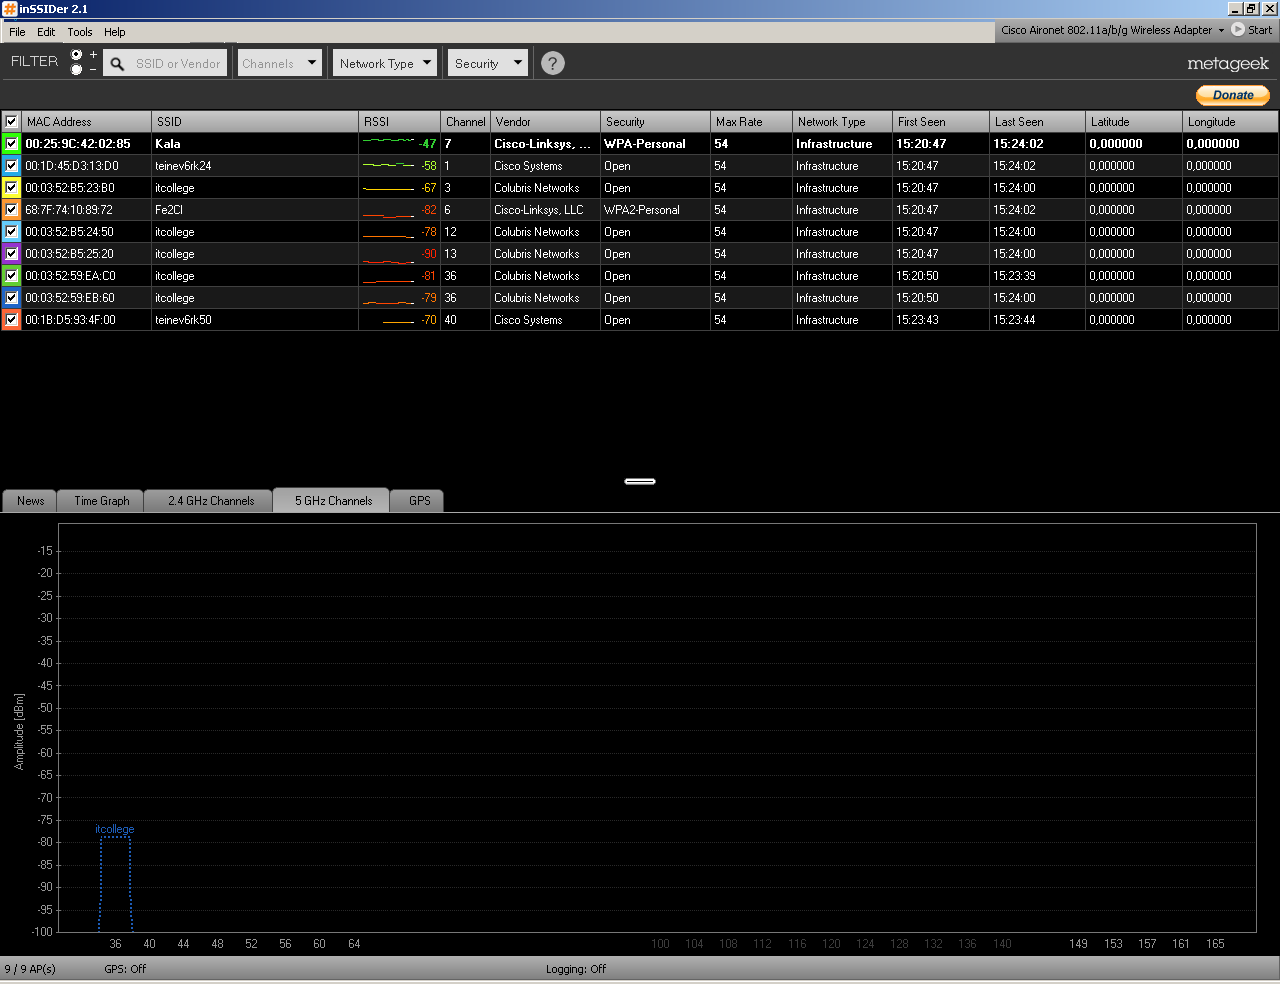 inSSIDer 2.1
File Edit Tools Help Cisco Aironet 802.11a/b/g Wireless Adapter Start
FILTER + − SSID or Vendor Channels Network Type Security ? metageek
Donate
MAC Address SSID RSSI Channel Vendor Security Max Rate Network Type First Seen Last Seen Latitude Longitude
00:25:9C:42:02:85 Kala -47 7 Cisco-Linksys, ... WPA-Personal 54 Infrastructure 15:20:47 15:24:02 0,000000 0,000000
00:1D:45:D3:13:D0 teinev6rk24 -58 1 Cisco Systems Open 54 Infrastructure 15:20:47 15:24:02 0,000000 0,000000
00:03:52:B5:23:B0 itcollege -67 3 Colubris Networks Open 54 Infrastructure 15:20:47 15:24:00 0,000000 0,000000
68:7F:74:10:89:72 Fe2Cl -82 6 Cisco-Linksys, LLC WPA2-Personal 54 Infrastructure 15:20:47 15:24:02 0,000000 0,000000
00:03:52:B5:24:50 itcollege -78 12 Colubris Networks Open 54 Infrastructure 15:20:47 15:24:00 0,000000 0,000000
00:03:52:B5:25:20 itcollege -90 13 Colubris Networks Open 54 Infrastructure 15:20:47 15:24:00 0,000000 0,000000
00:03:52:59:EA:C0 itcollege -81 36 Colubris Networks Open 54 Infrastructure 15:20:50 15:23:39 0,000000 0,000000
00:03:52:59:EB:60 itcollege -79 36 Colubris Networks Open 54 Infrastructure 15:20:50 15:24:00 0,000000 0,000000
00:1B:D5:93:4F:00 teinev6rk50 -70 40 Cisco Systems Open 54 Infrastructure 15:23:43 15:23:44 0,000000 0,000000
News Time Graph 2.4 GHz Channels 5 GHz Channels GPS
-15
-20
-25
-30
-35
-40
-45
-50
-55
-60
-65
-70
-75
-80
-85
-90
-95
-100
Amplitude [dBm]
itcollege
36 40 44 48 52 56 60 64 100 104 108 112 116 120 124 128 132 136 140 149 153 157 161 165
9 / 9 AP(s) GPS: Off Logging: Off